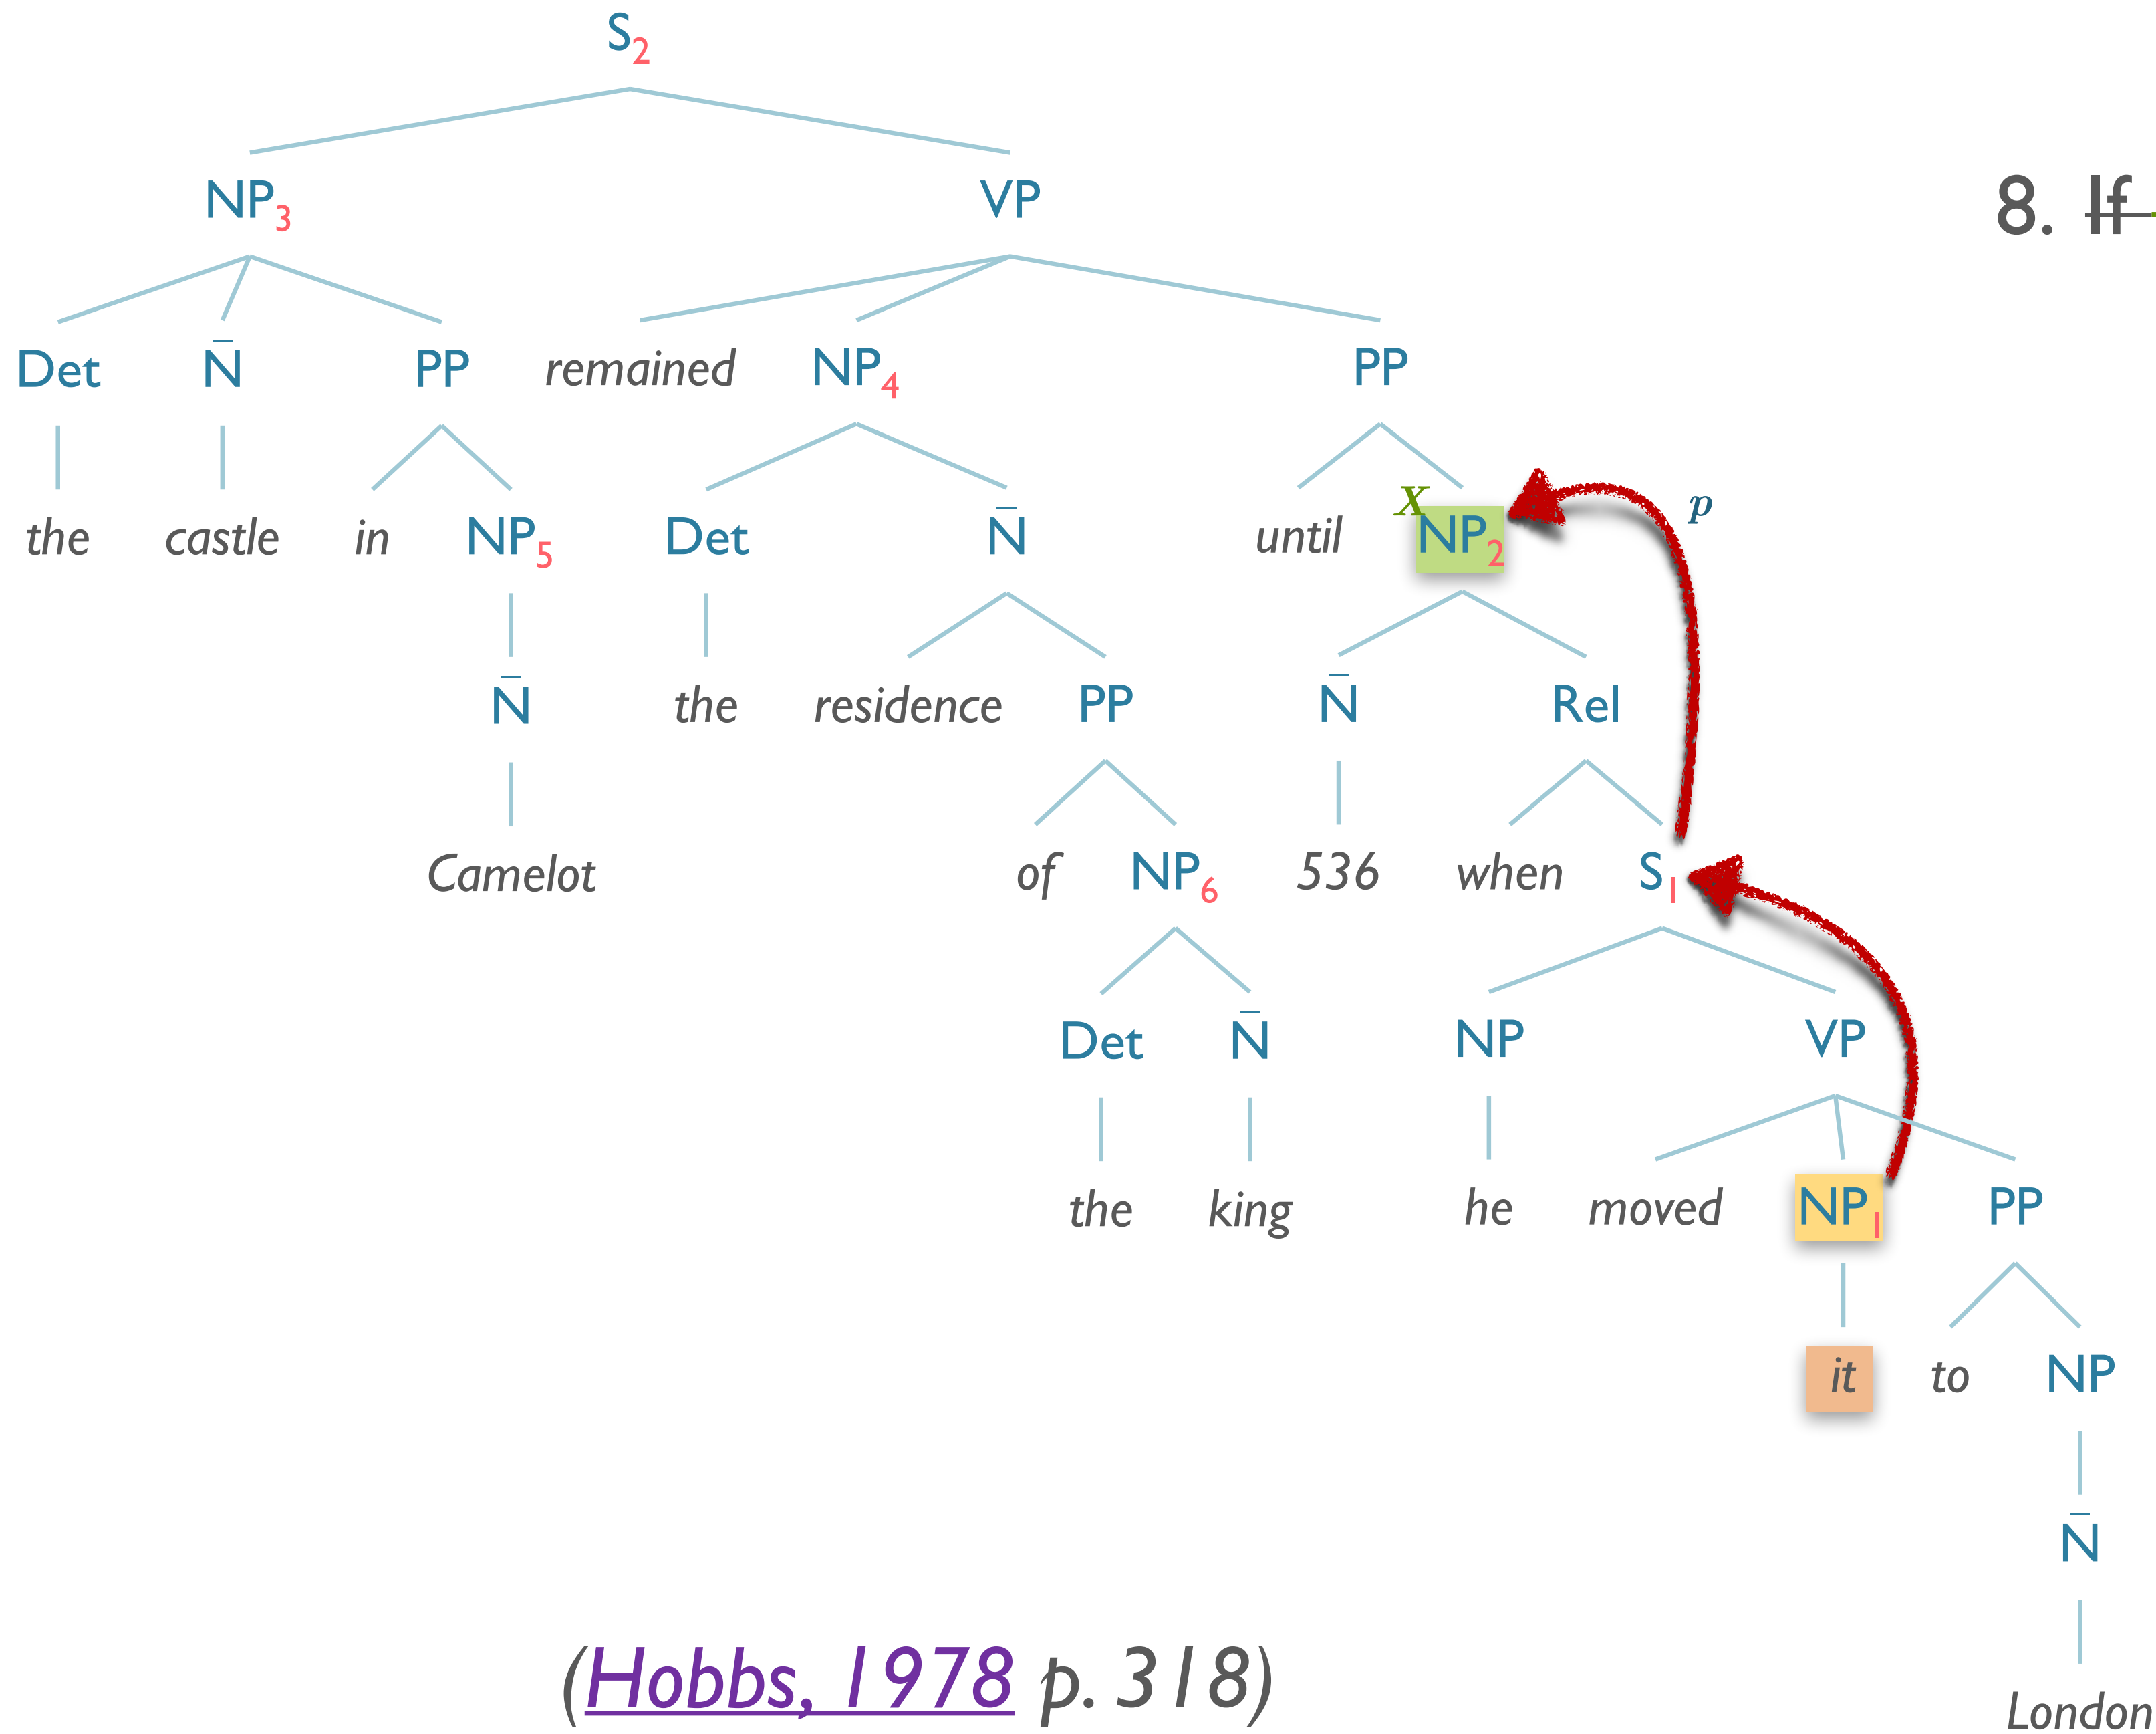 S2
NP3 VP
8. If
Det N̄ PP remained NP4 PP
the castle in NP5 Det N̄ until X NP2 p
N̄ the residence PP N̄ Rel
Camelot of NP6 536 when S1
Det N̄ NP VP
the king he moved NP1 PP
it to NP
N̄
(Hobbs, 1978 p. 318)
London